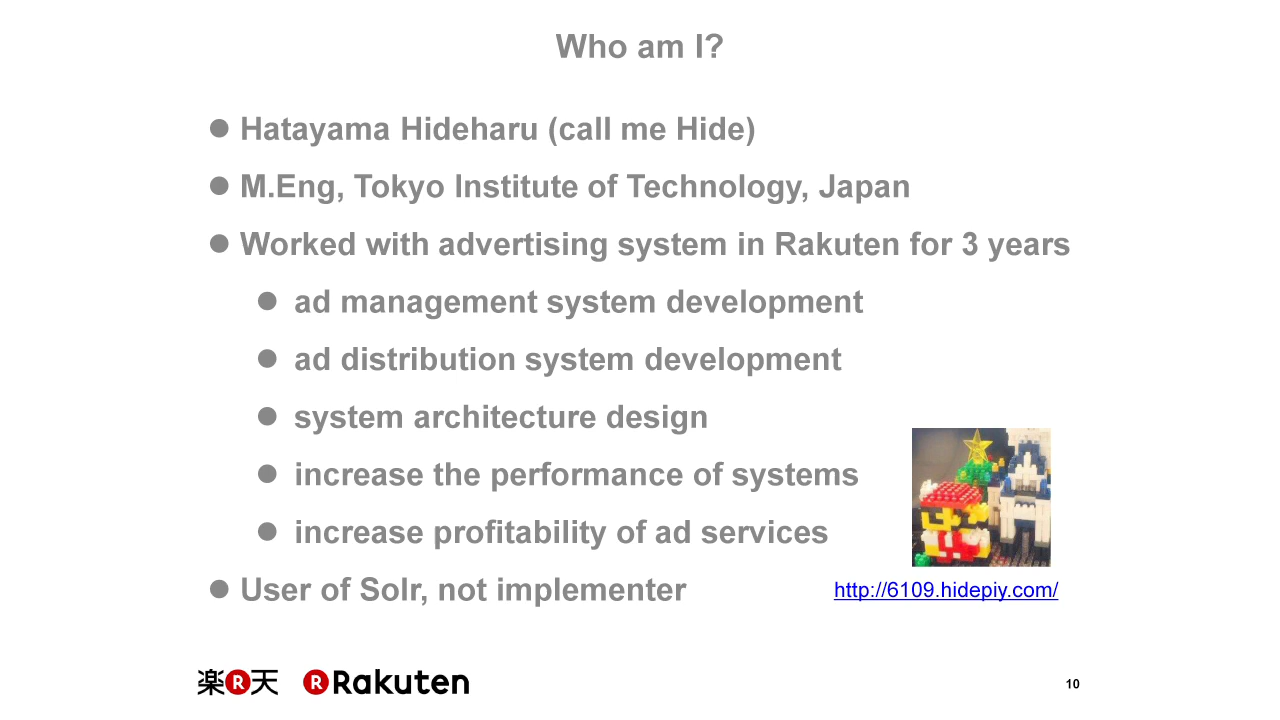 Who am I?
● Hatayama Hideharu (call me Hide)
● M.Eng, Tokyo Institute of Technology, Japan
● Worked with advertising system in Rakuten for 3 years
● ad management system development
● ad distribution system development
● system architecture design
● increase the performance of systems
● increase profitability of ad services
● User of Solr, not implementer
http://6109.hidepiy.com/
楽R天 R Rakuten
10